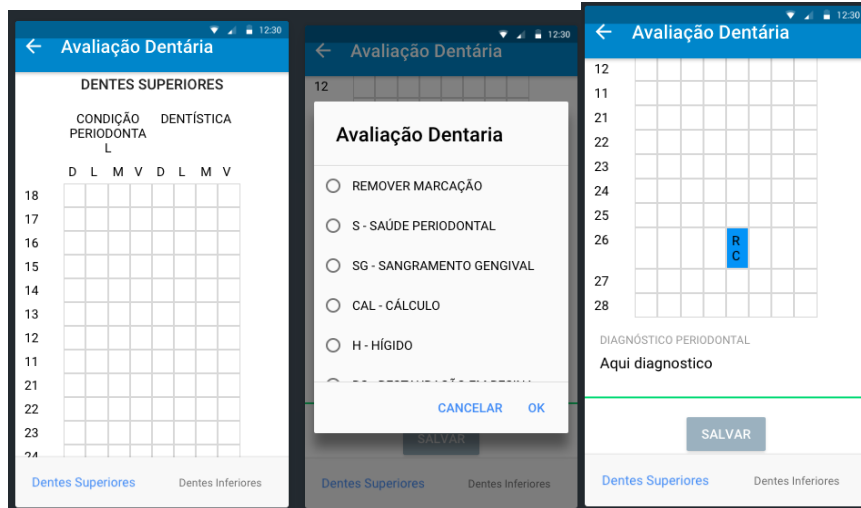 12:30
Avaliação Dentária
DENTES SUPERIORES
CONDIÇÃO
PERIODONTA
L
DENTÍSTICA
D L M V D L M V
18
17
16
15
14
13
12
11
21
22
23
24
Dentes Superiores
Dentes Inferiores
12:30
Avaliação Dentária
12
Avaliação Dentaria
REMOVER MARCAÇÃO
S - SAÚDE PERIODONTAL
SG - SANGRAMENTO GENGIVAL
CAL - CÁLCULO
H - HÍGIDO
CANCELAR
OK
SALVAR
Dentes Superiores
Dentes Inferiores
12:30
Avaliação Dentária
12
11
21
22
23
24
25
26
R
C
27
28
DIAGNÓSTICO PERIODONTAL
Aqui diagnostico
SALVAR
Dentes Superiores
Dentes Inferiores